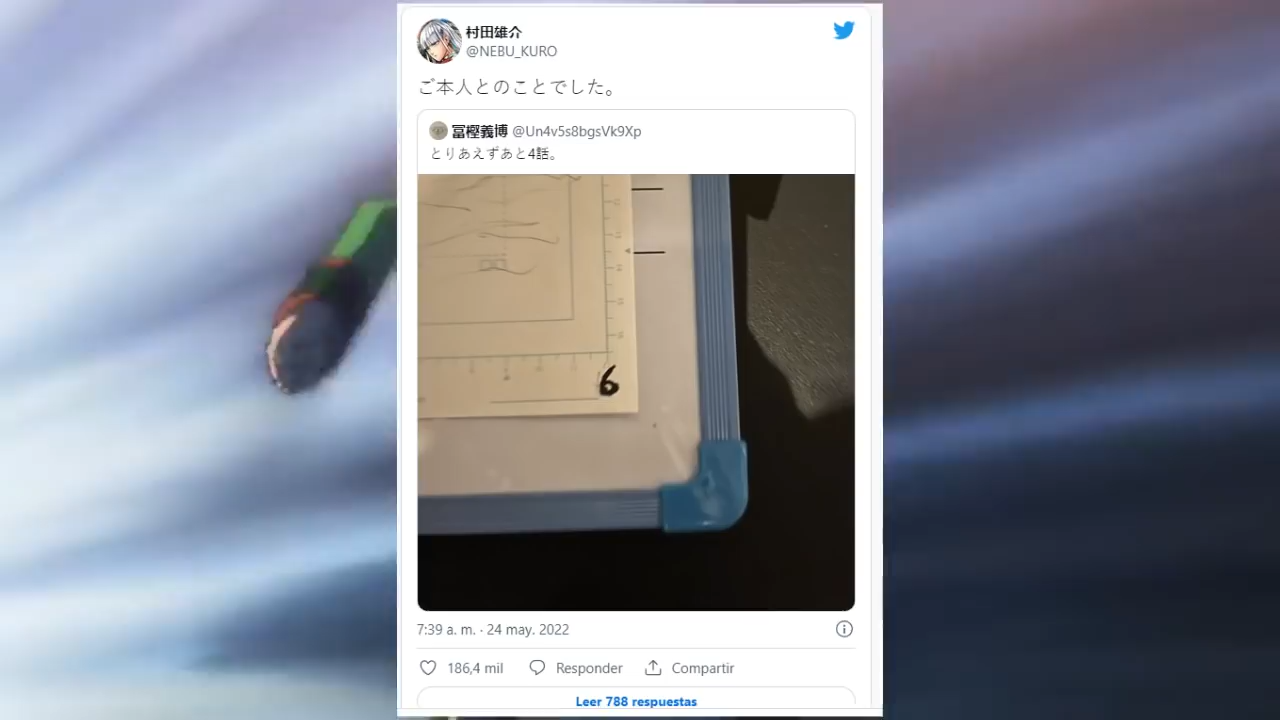 村田雄介
@NEBU_KURO
ご本人とのことでした。
冨樫義博 @Un4v5s8bgsVk9Xp
とりあえずあと4話。
6
7:39 a. m. · 24 may. 2022
186,4 mil Responder Compartir
Leer 788 respuestas